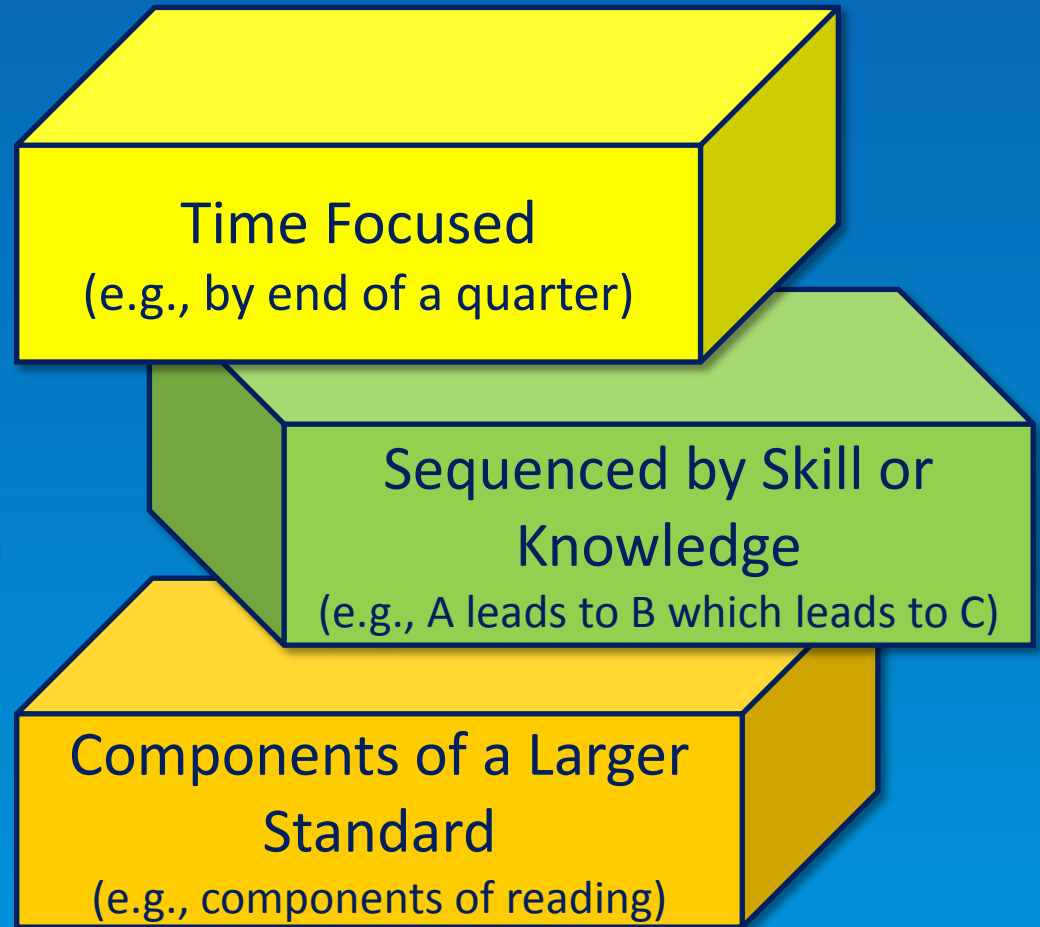 Time Focused
(e.g., by end of a quarter)
Sequenced by Skill or
Knowledge
(e.g., A leads to B which leads to C)
Components of a Larger
Standard
(e.g., components of reading)